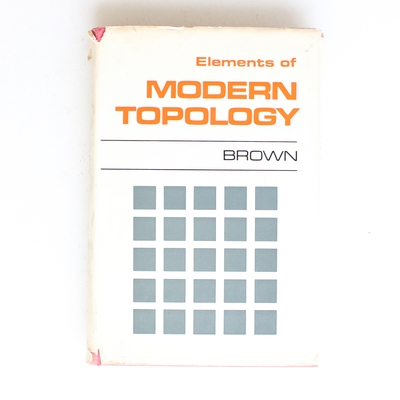 Elements of
MODERN
TOPOLOGY
BROWN